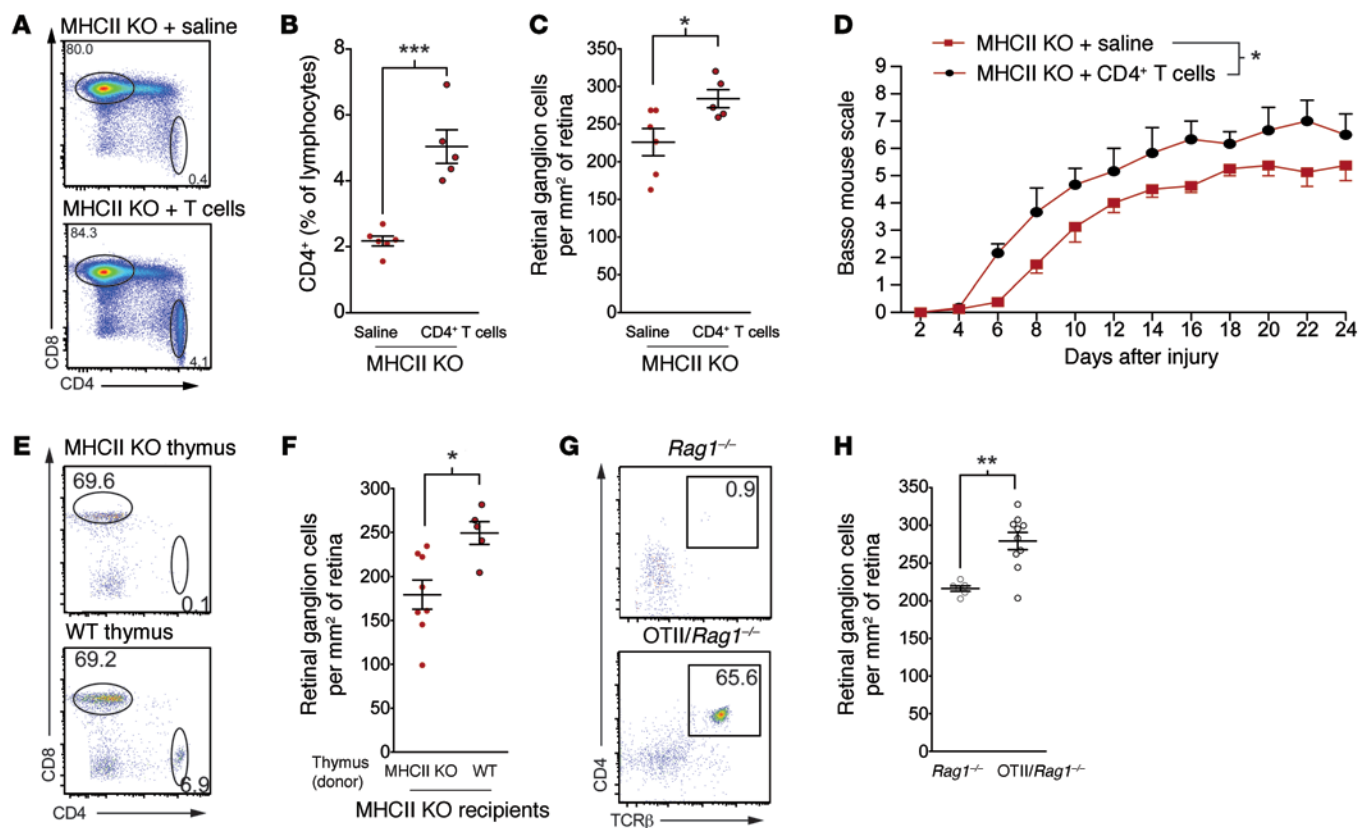 A
MHCII KO + saline
80.0
0.4
MHCII KO + T cells
84.3
4.1
CD8
CD4
B
***
CD4⁺ (% of lymphocytes)
8
6
4
2
0
Saline CD4⁺ T cells
MHCII KO
C
*
Retinal ganglion cells
per mm² of retina
350
300
250
200
150
100
50
0
Saline CD4⁺ T cells
MHCII KO
D
MHCII KO + saline
MHCII KO + CD4⁺ T cells
*
Basso mouse scale
9
8
7
6
5
4
3
2
1
0
2 4 6 8 10 12 14 16 18 20 22 24
Days after injury
E
MHCII KO thymus
69.6
0.1
WT thymus
69.2
6.9
CD8
CD4
F
*
Retinal ganglion cells
per mm² of retina
300
250
200
150
100
50
0
Thymus
(donor)
MHCII KO WT
MHCII KO recipients
G
Rag1⁻/⁻
0.9
OTII/Rag1⁻/⁻
65.6
CD4
TCRβ
H
**
Retinal ganglion cells
per mm² of retina
350
300
250
200
150
100
50
0
Rag1⁻/⁻ OTII/Rag1⁻/⁻